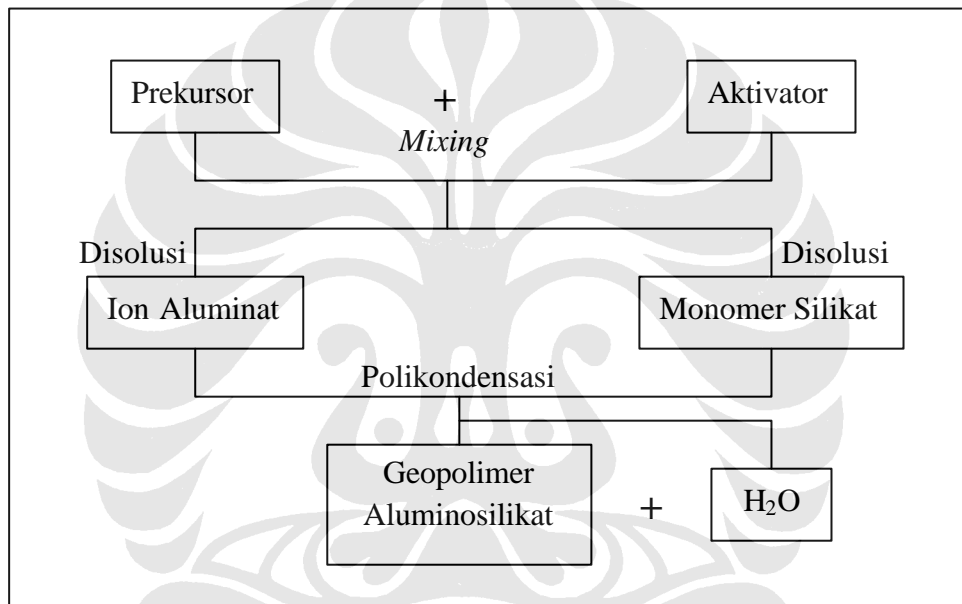 Prekursor
+
Aktivator
Mixing
Disolusi
Disolusi
Ion Aluminat
Monomer Silikat
Polikondensasi
Geopolimer
Aluminosilikat
+
H₂O